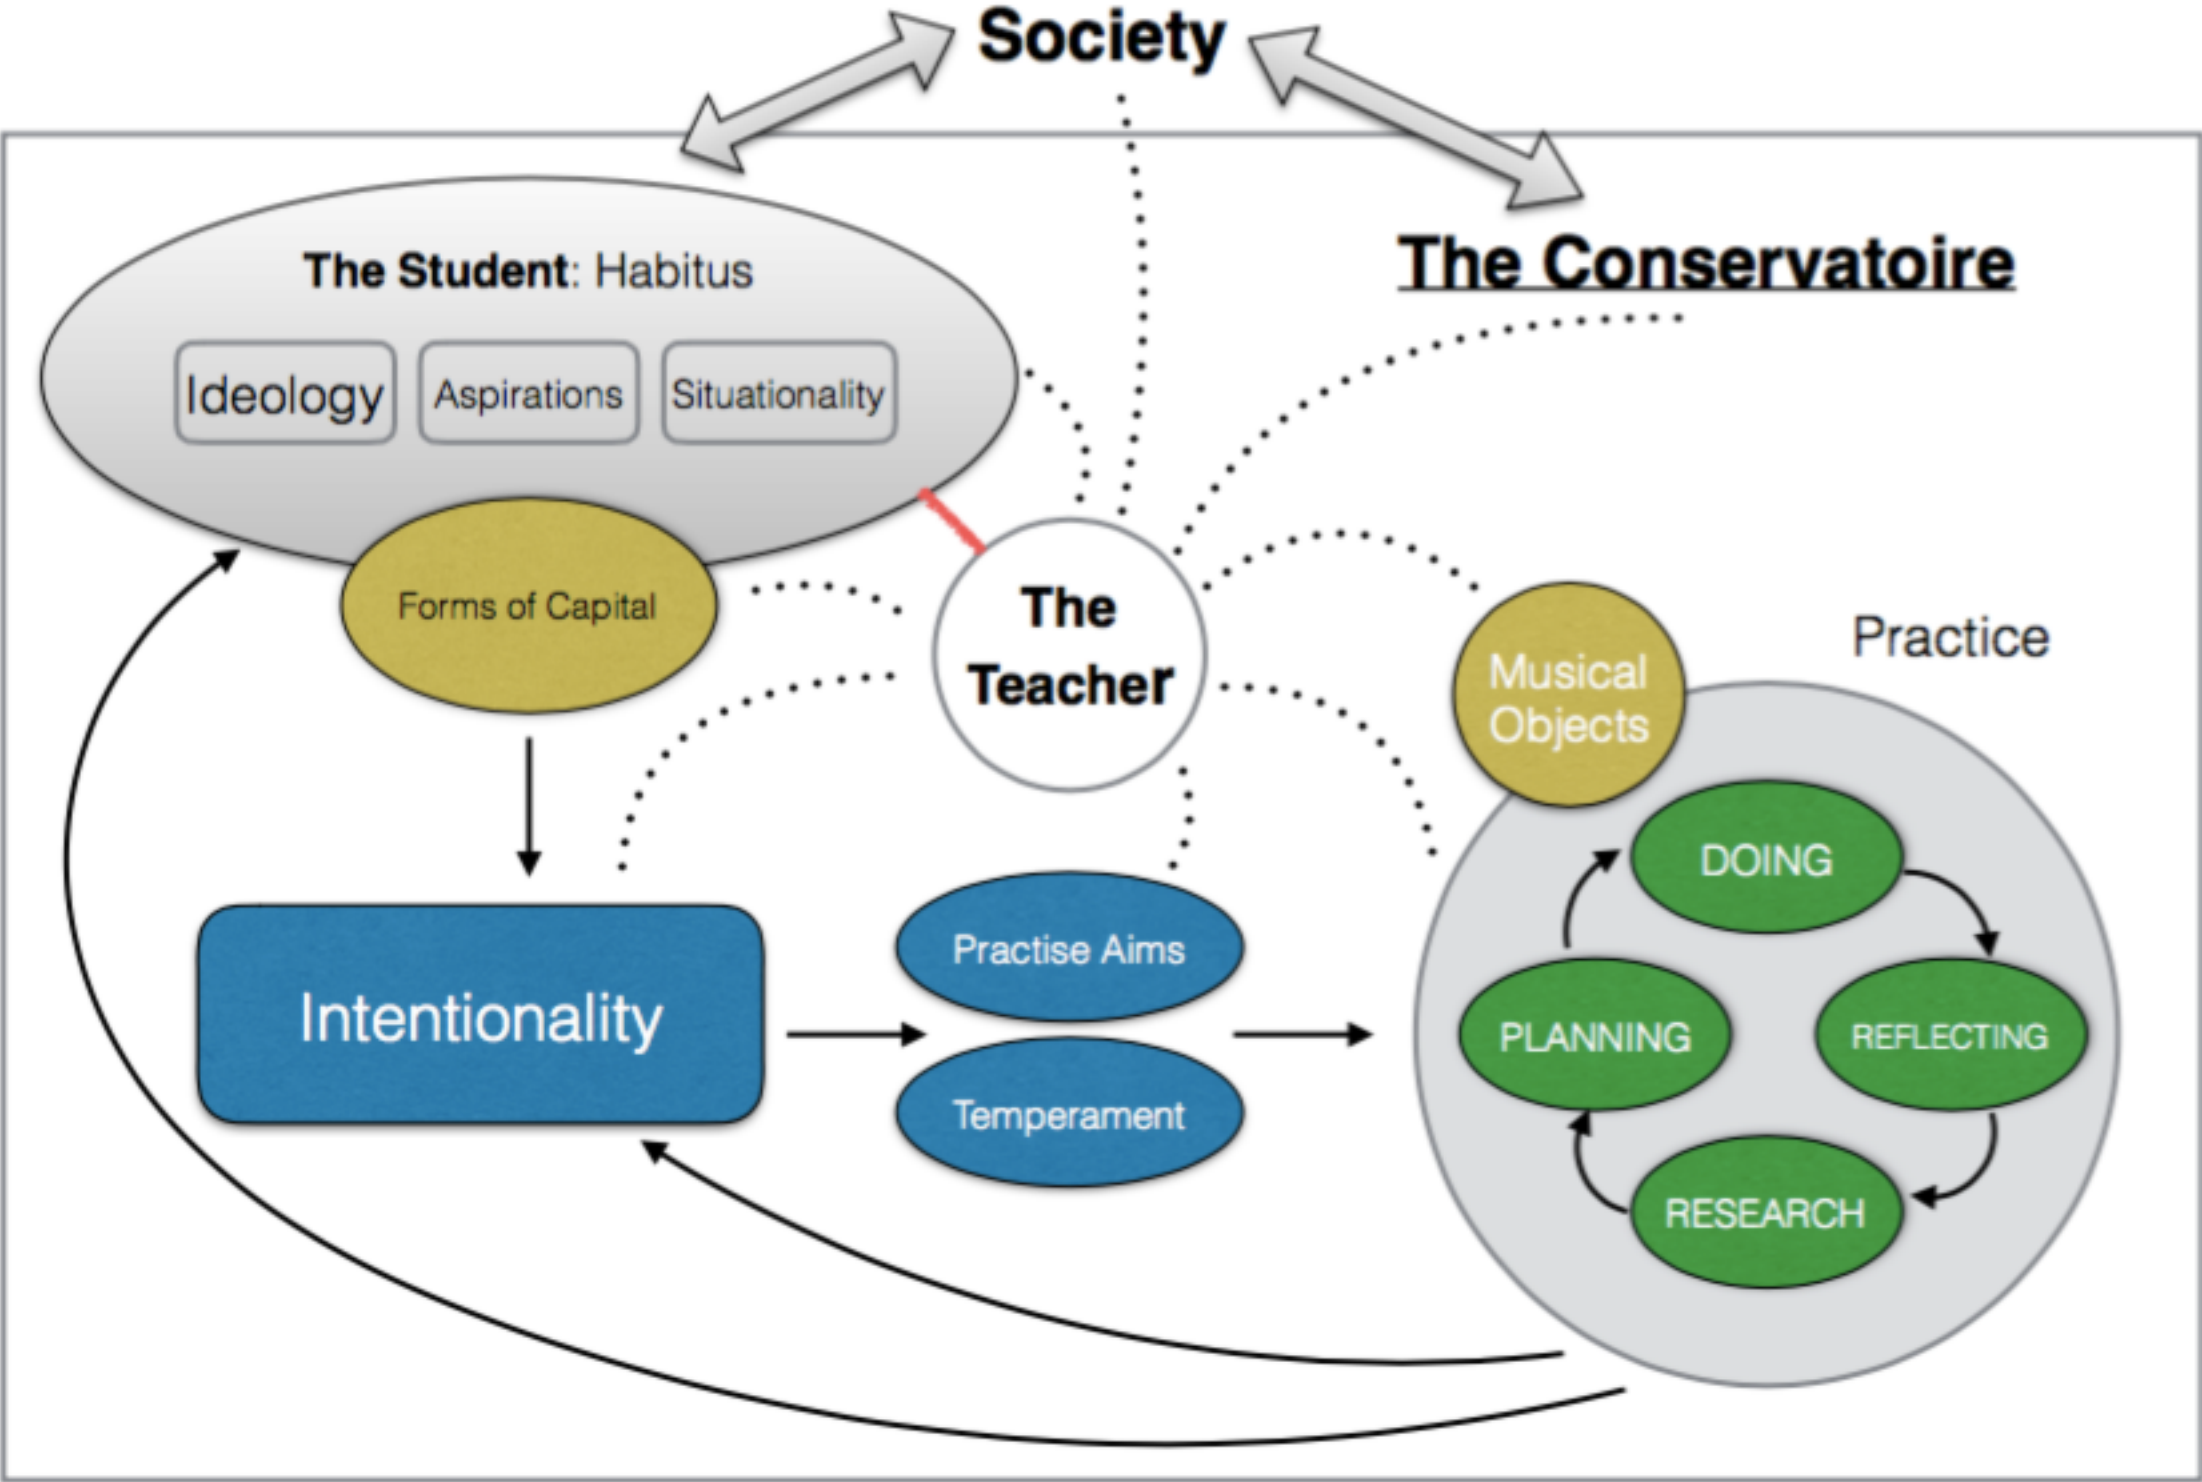 Society
The Conservatoire
The Student: Habitus
Ideology
Aspirations
Situationality
Forms of Capital
The
Teacher
Musical
Objects
Practice
DOING
PLANNING
REFLECTING
RESEARCH
Intentionality
Practise Aims
Temperament